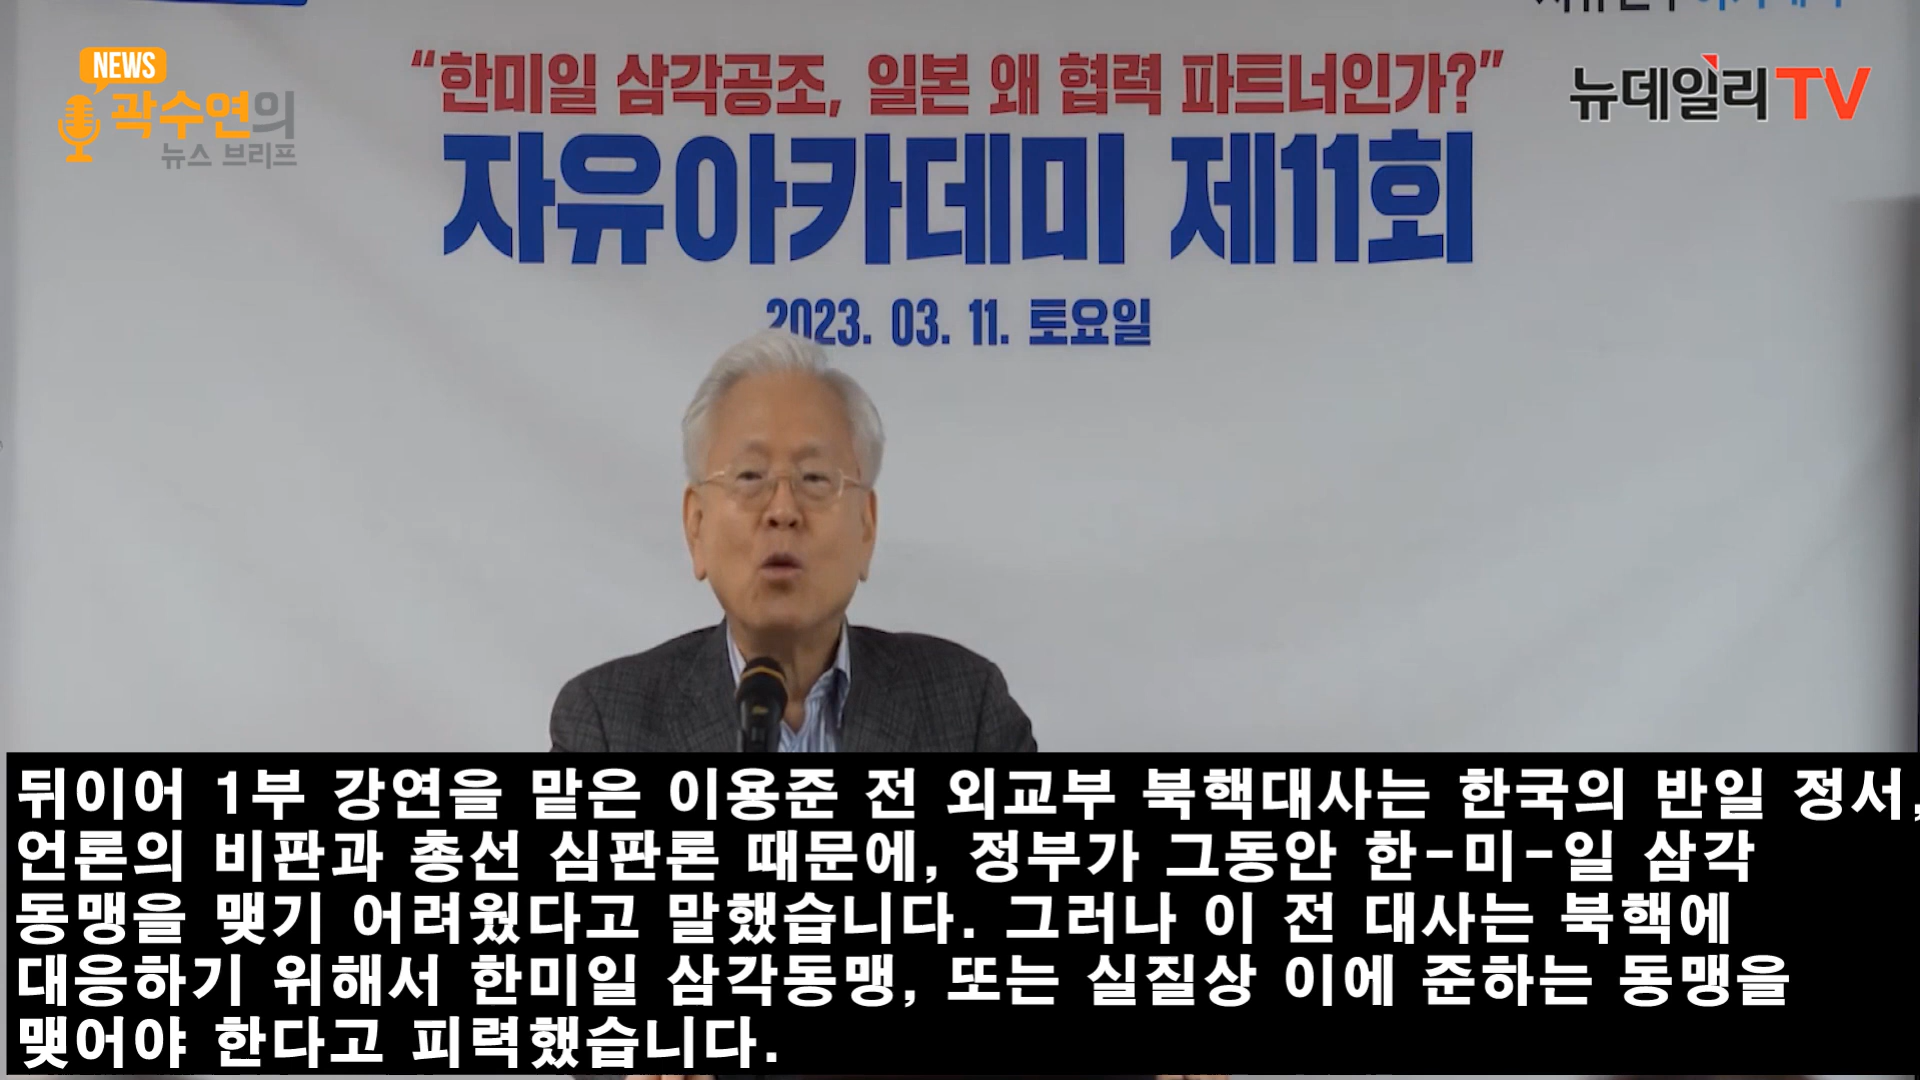 NEWS
곽수연의
뉴스 브리프
뉴데일리TV
“한미일 삼각공조, 일본 왜 협력 파트너인가?”
자유아카데미 제11회
2023. 03. 11. 토요일
뒤이어 1부 강연을 맡은 이용준 전 외교부 북핵대사는 한국의 반일 정서,
언론의 비판과 총선 심판론 때문에, 정부가 그동안 한-미-일 삼각
동맹을 맺기 어려웠다고 말했습니다. 그러나 이 전 대사는 북핵에
대응하기 위해서 한미일 삼각동맹, 또는 실질상 이에 준하는 동맹을
맺어야 한다고 피력했습니다.